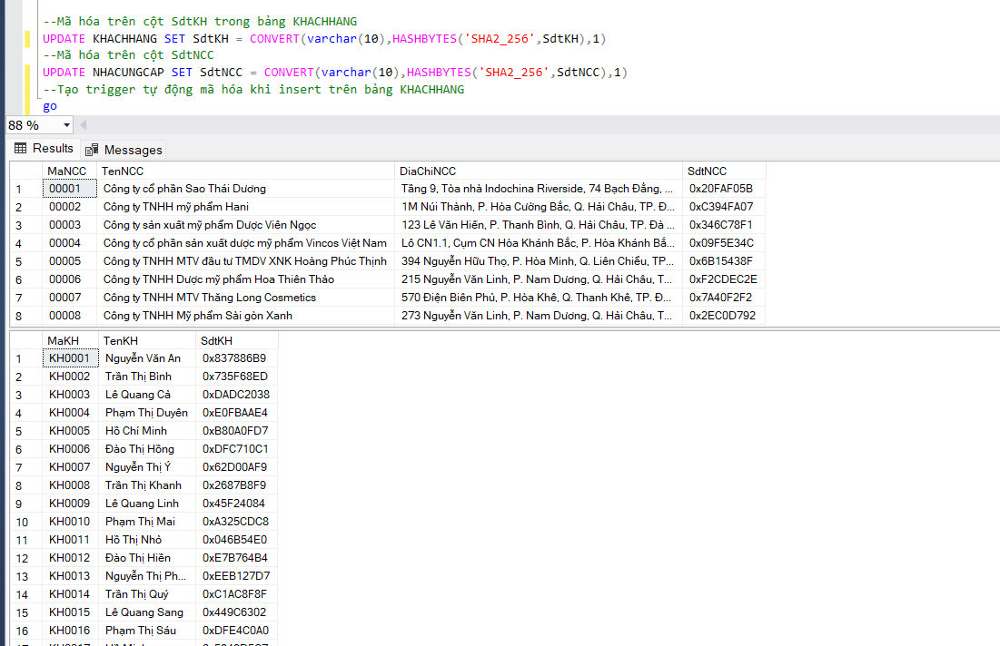 --Mã hóa trên cột SdtKH trong bảng KHACHHANG
UPDATE KHACHHANG SET SdtKH = CONVERT(varchar(10),HASHBYTES('SHA2_256',SdtKH),1)
--Mã hóa trên cột SdtNCC
UPDATE NHACUNGCAP SET SdtNCC = CONVERT(varchar(10),HASHBYTES('SHA2_256',SdtNCC),1)
--Tạo trigger tự động mã hóa khi insert trên bảng KHACHHANG
go
88 %
Results Messages
MaNCC TenNCC DiaChiNCC SdtNCC
1 00001 Công ty cổ phần Sao Thái Dương Tầng 9, Tòa nhà Indochina Riverside, 74 Bạch Đằng, ... 0x20FAF05B
2 00002 Công ty TNHH mỹ phẩm Hani 1M Núi Thành, P. Hòa Cường Bắc, Q. Hải Châu, TP. Đ... 0xC394FA07
3 00003 Công ty sản xuất mỹ phẩm Dược Viên Ngọc 123 Lê Văn Hiến, P. Thanh Bình, Q. Hải Châu, TP. Đà ... 0x346C78F1
4 00004 Công ty cổ phần sản xuất dược mỹ phẩm Vincos Việt Nam Lô CN1.1, Cụm CN Hòa Khánh Bắc, P. Hòa Khánh Bắ... 0x09F5E34C
5 00005 Công ty TNHH MTV đầu tư TMDV XNK Hoàng Phúc Thịnh 394 Nguyễn Hữu Thọ, P. Hòa Minh, Q. Liên Chiểu, TP... 0x6B15438F
6 00006 Công ty TNHH Dược mỹ phẩm Hoa Thiên Thảo 215 Nguyễn Văn Linh, P. Nam Dương, Q. Hải Châu, T... 0xF2CDEC2E
7 00007 Công ty TNHH MTV Thăng Long Cosmetics 570 Điện Biên Phủ, P. Hòa Khê, Q. Thanh Khê, TP. Đ... 0x7A40F2F2
8 00008 Công ty TNHH Mỹ phẩm Sài gòn Xanh 273 Nguyễn Văn Linh, P. Nam Dương, Q. Hải Châu, T... 0x2EC0D792
MaKH TenKH SdtKH
1 KH0001 Nguyễn Văn An 0x837886B9
2 KH0002 Trần Thị Bình 0x735F68ED
3 KH0003 Lê Quang Cả 0xDADC2038
4 KH0004 Phạm Thị Duyên 0xE0FBAAE4
5 KH0005 Hồ Chí Minh 0xB80A0FD7
6 KH0006 Đào Thị Hồng 0xDFC710C1
7 KH0007 Nguyễn Thị Ý 0x62D00AF9
8 KH0008 Trần Thị Khanh 0x2687B8F9
9 KH0009 Lê Quang Linh 0x45F24084
10 KH0010 Phạm Thị Mai 0xA325CDC8
11 KH0011 Hồ Thị Nhỏ 0x046B54E0
12 KH0012 Đào Thị Hiền 0xE7B764B4
13 KH0013 Nguyễn Thị Ph... 0xEEB127D7
14 KH0014 Trần Thị Quý 0xC1AC8F8F
15 KH0015 Lê Quang Sang 0x449C6302
16 KH0016 Phạm Thị Sáu 0xDFE4C0A0